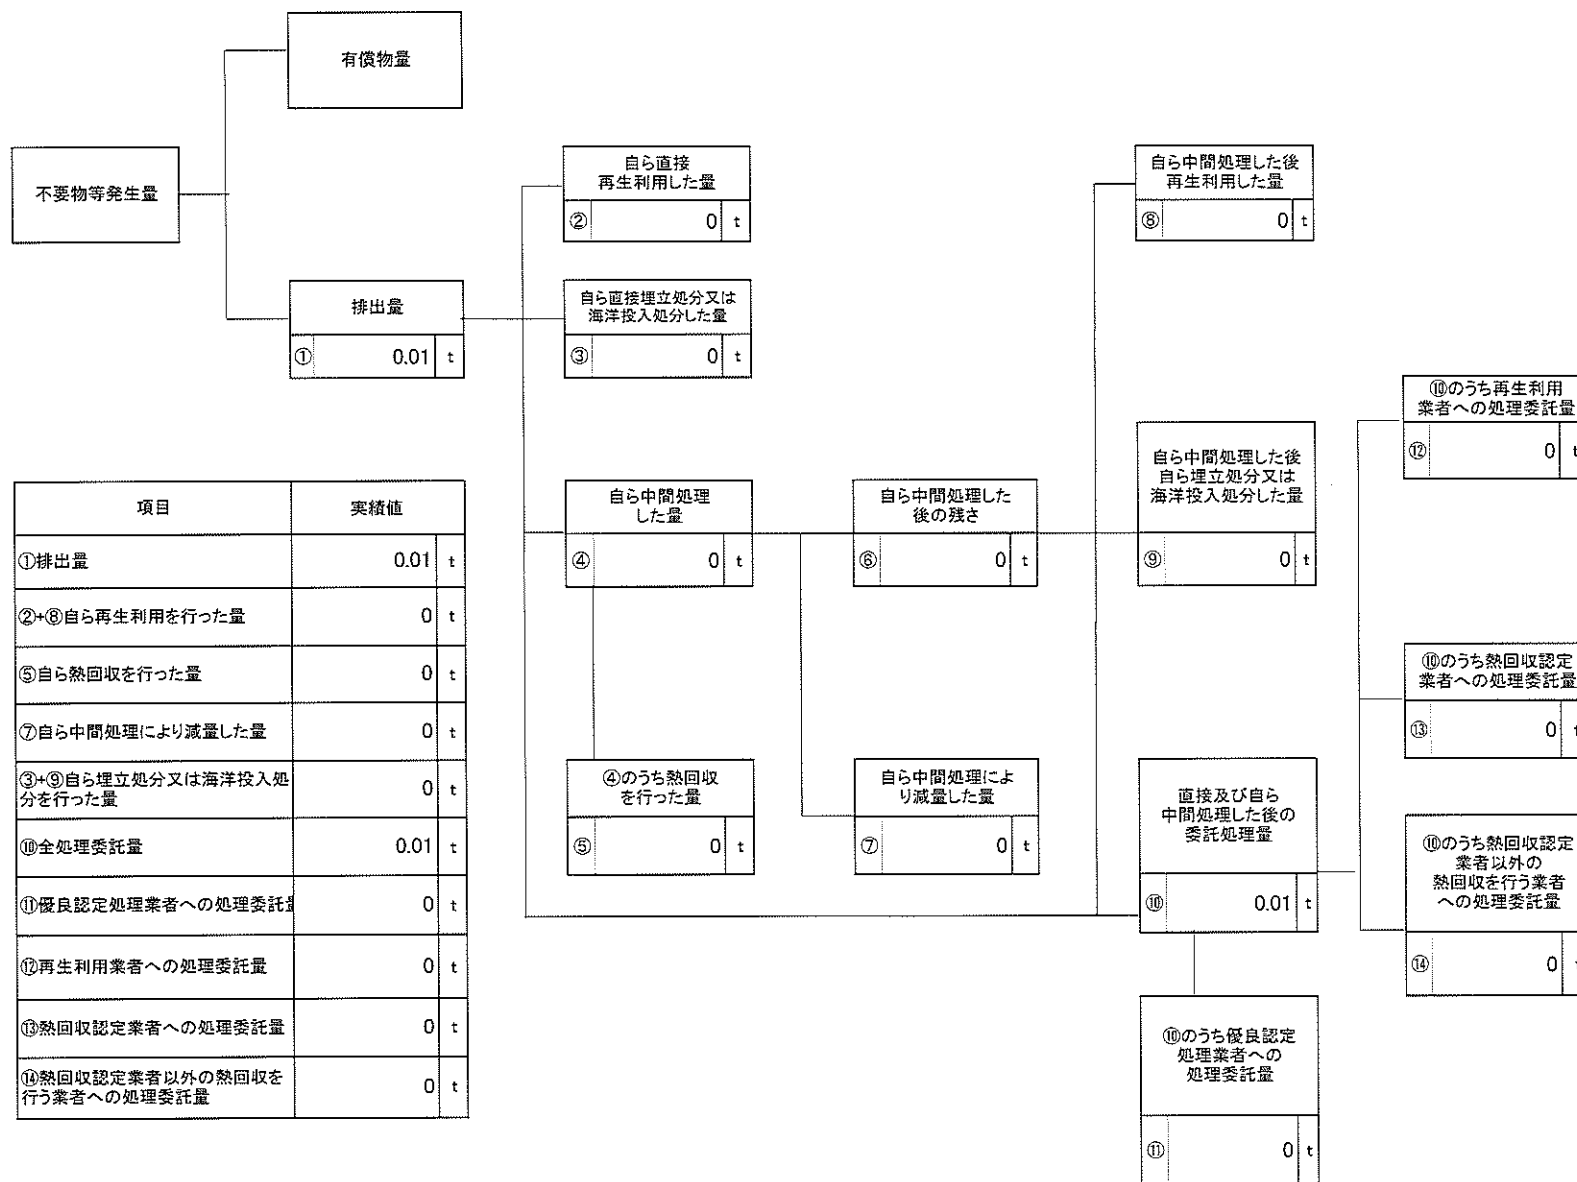 有償物量
不要物等発生量
排出量
① 0.01 t
自ら直接
再生利用した量
② 0 t
自ら直接埋立処分又は
海洋投入処分した量
③ 0 t
自ら中間処理
した量
④ 0 t
④のうち熱回収
を行った量
⑤ 0 t
自ら中間処理した
後の残さ
⑥ 0 t
自ら中間処理によ
り減量した量
⑦ 0 t
自ら中間処理した後
再生利用した量
⑧ 0 t
自ら中間処理した後
自ら埋立処分又は
海洋投入処分した量
⑨ 0 t
直接及び自ら
中間処理した後の
委託処理量
⑩ 0.01 t
⑩のうち優良認定
処理業者への
処理委託量
⑪ 0 t
⑩のうち再生利用
業者への処理委託量
⑫ 0 t
⑩のうち熱回収認定
業者への処理委託量
⑬ 0 t
⑩のうち熱回収認定
業者以外の
熱回収を行う業者
への処理委託量
⑭ 0 t
項目 実績値
①排出量 0.01 t
②+⑧自ら再生利用を行った量 0 t
⑤自ら熱回収を行った量 0 t
⑦自ら中間処理により減量した量 0 t
③+⑨自ら埋立処分又は海洋投入処
分を行った量 0 t
⑩全処理委託量 0.01 t
⑪優良認定処理業者への処理委託量 0 t
⑫再生利用業者への処理委託量 0 t
⑬熱回収認定業者への処理委託量 0 t
⑭熱回収認定業者以外の熱回収を
行う業者への処理委託量 0 t